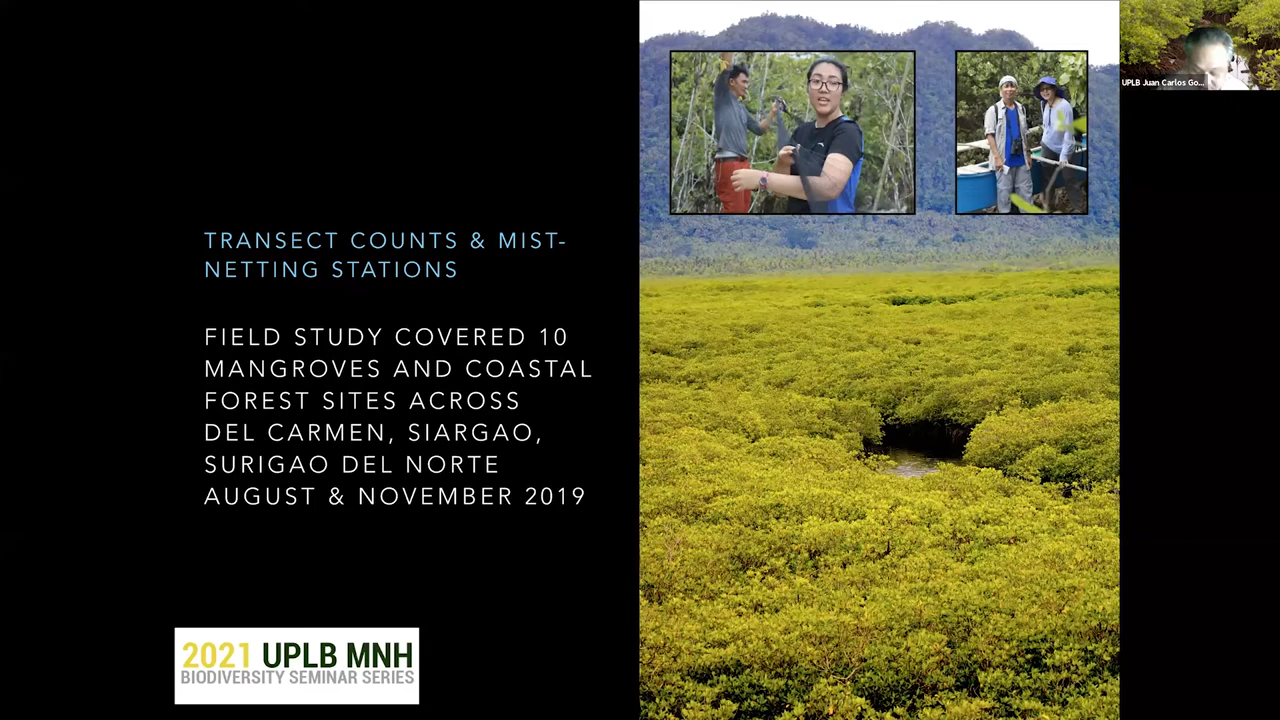 TRANSECT COUNTS & MIST-
NETTING STATIONS
FIELD STUDY COVERED 10
MANGROVES AND COASTAL
FOREST SITES ACROSS
DEL CARMEN, SIARGAO,
SURIGAO DEL NORTE
AUGUST & NOVEMBER 2019
2021 UPLB MNH
BIODIVERSITY SEMINAR SERIES
UPLB Juan Carlos Go...